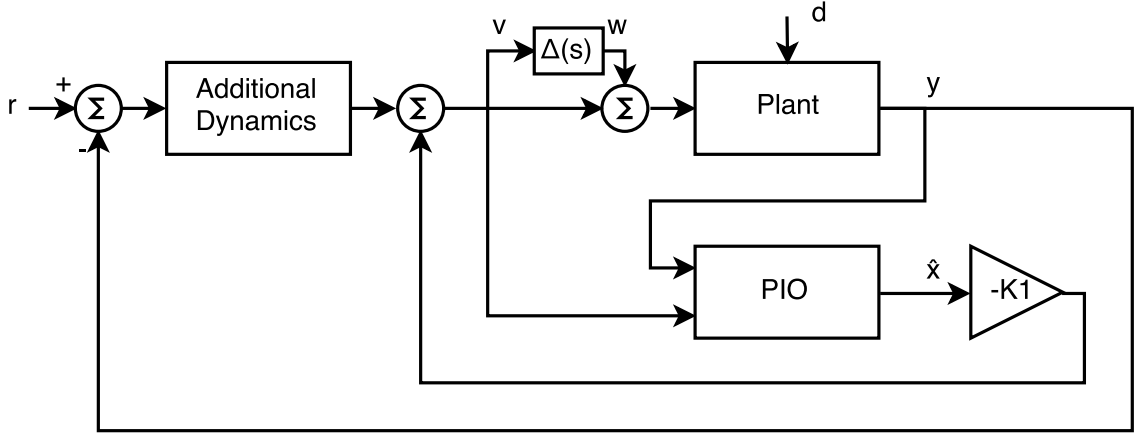 d
v
w
Δ(s)
+
r
Σ
Additional
Dynamics
Σ
Σ
Plant
y
-
PIO
x̂
-K1